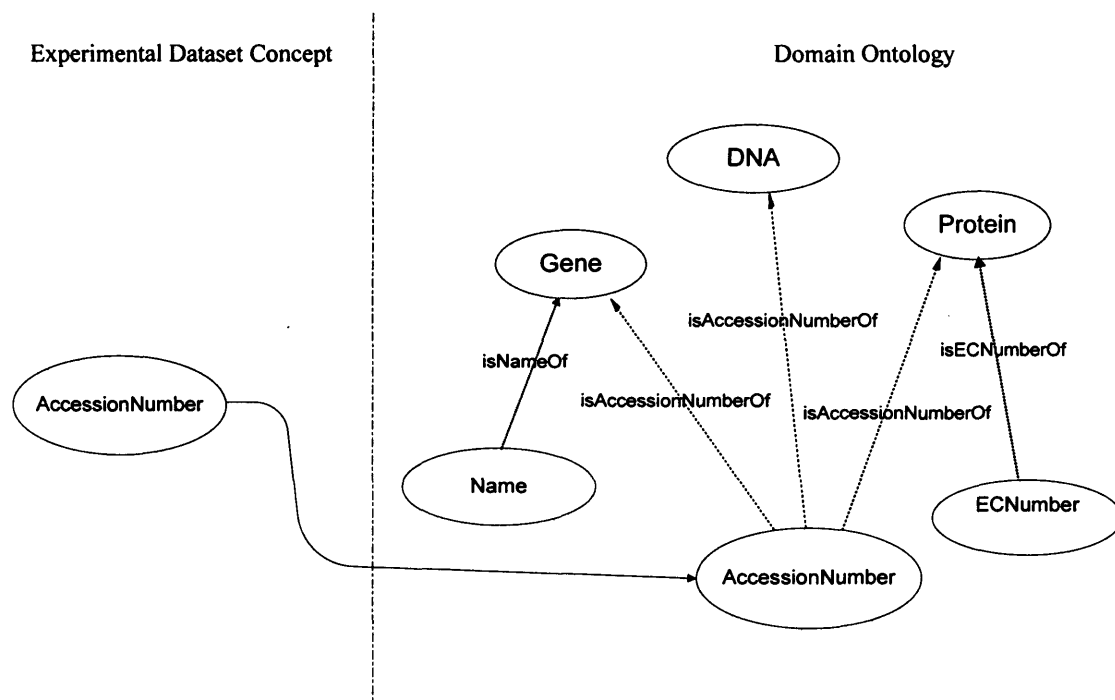 Experimental Dataset Concept
Domain Ontology
DNA
Protein
Gene
isAccessionNumberOf
isNameOf
isECNumberOf
isAccessionNumberOf
isAccessionNumberOf
AccessionNumber
Name
ECNumber
AccessionNumber